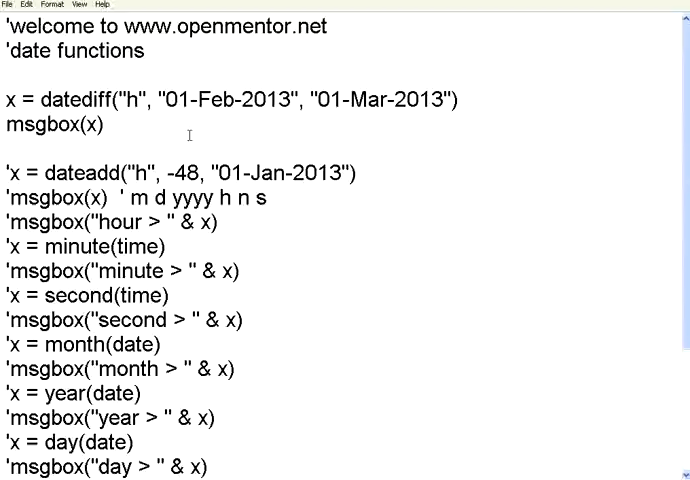 File Edit Format View Help
'welcome to www.openmentor.net
'date functions
x = datediff("h", "01-Feb-2013", "01-Mar-2013")
msgbox(x)
'x = dateadd("h", -48, "01-Jan-2013")
'msgbox(x)  ' m d yyyy h n s
'msgbox("hour > " & x)
'x = minute(time)
'msgbox("minute > " & x)
'x = second(time)
'msgbox("second > " & x)
'x = month(date)
'msgbox("month > " & x)
'x = year(date)
'msgbox("year > " & x)
'x = day(date)
'msgbox("day > " & x)